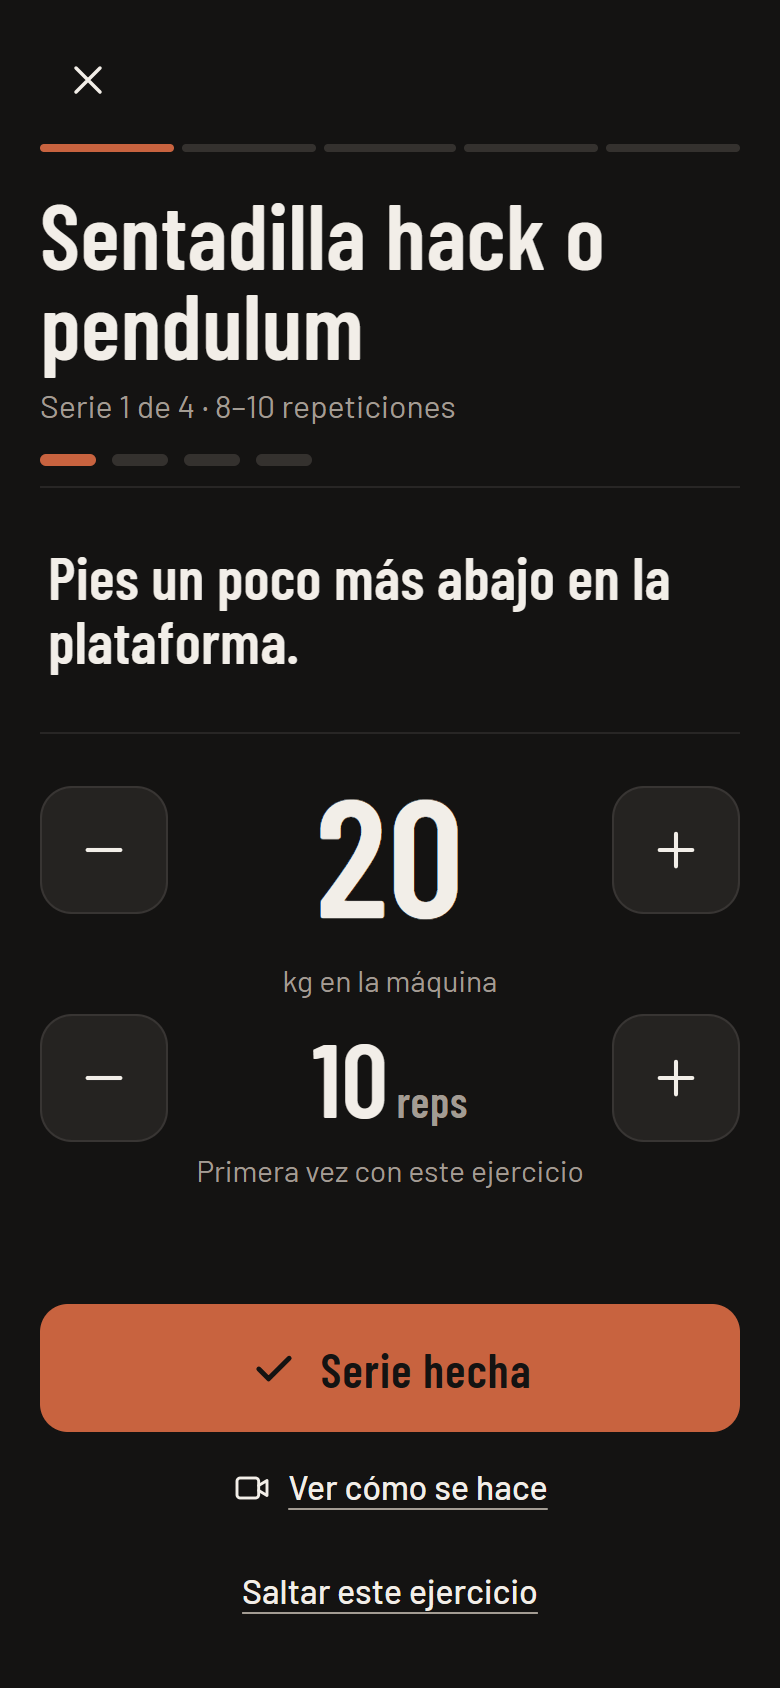 Sentadilla hack o
pendulum
Serie 1 de 4 · 8–10 repeticiones
Pies un poco más abajo en la
plataforma.
20
kg en la máquina
10 reps
Primera vez con este ejercicio
Serie hecha
Ver cómo se hace
Saltar este ejercicio